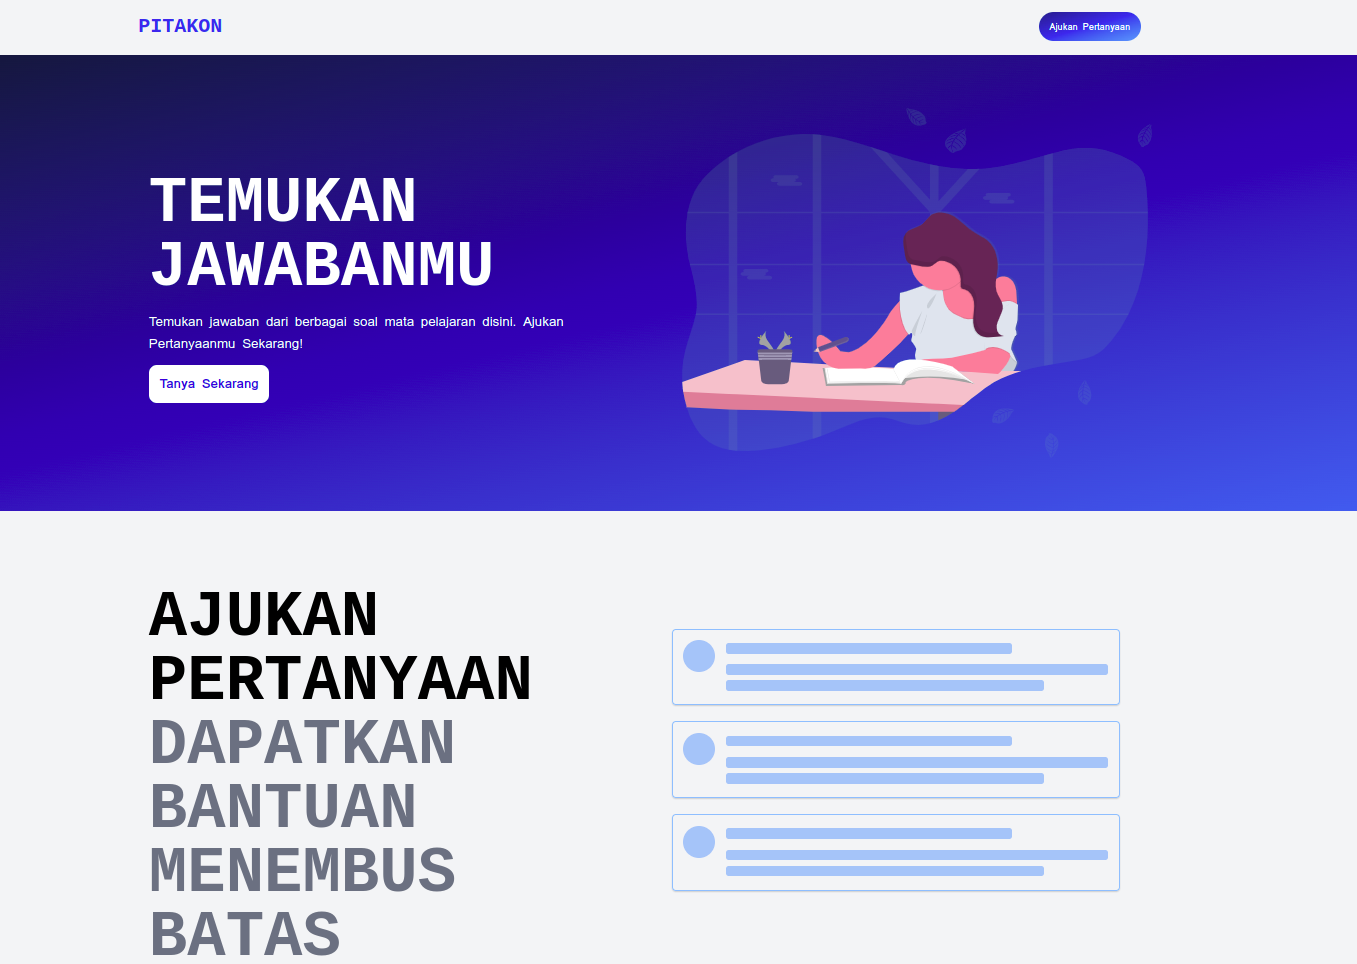 PITAKON
Ajukan Pertanyaan
TEMUKAN
JAWABANMU
Temukan jawaban dari berbagai soal mata pelajaran disini. Ajukan
Pertanyaanmu Sekarang!
Tanya Sekarang
AJUKAN
PERTANYAAN
DAPATKAN
BANTUAN
MENEMBUS
BATAS